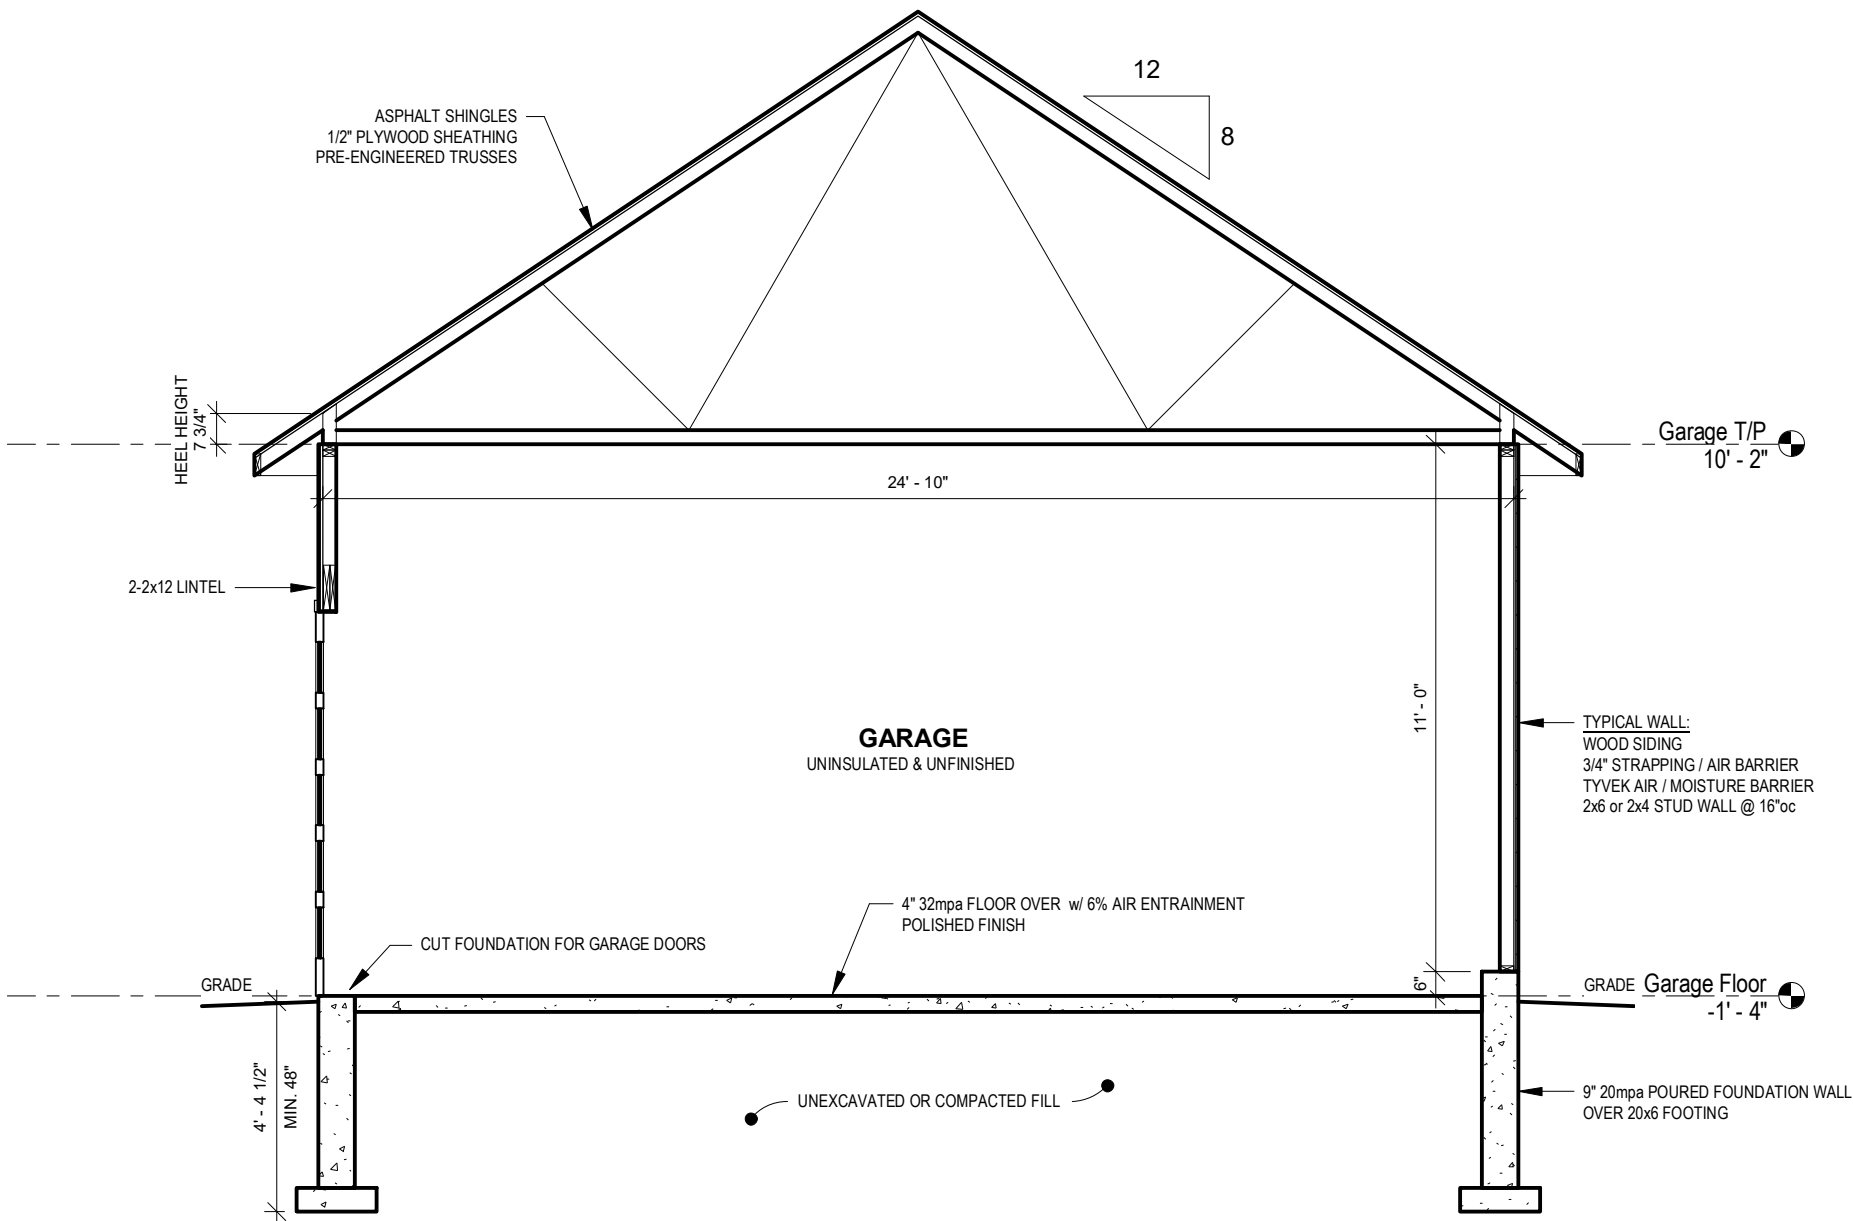 12
8
ASPHALT SHINGLES
1/2" PLYWOOD SHEATHING
PRE-ENGINEERED TRUSSES
HEEL HEIGHT
7 3/4"
Garage T/P
10' - 2"
24' - 10"
2-2x12 LINTEL
11' - 0"
GARAGE
UNINSULATED & UNFINISHED
TYPICAL WALL:
WOOD SIDING
3/4" STRAPPING / AIR BARRIER
TYVEK AIR / MOISTURE BARRIER
2x6 or 2x4 STUD WALL @ 16"oc
4" 32mpa FLOOR OVER w/ 6% AIR ENTRAINMENT
POLISHED FINISH
CUT FOUNDATION FOR GARAGE DOORS
GRADE
6"
GRADE
Garage Floor
-1' - 4"
4' - 4 1/2"
MIN. 48"
UNEXCAVATED OR COMPACTED FILL
9" 20mpa POURED FOUNDATION WALL
OVER 20x6 FOOTING